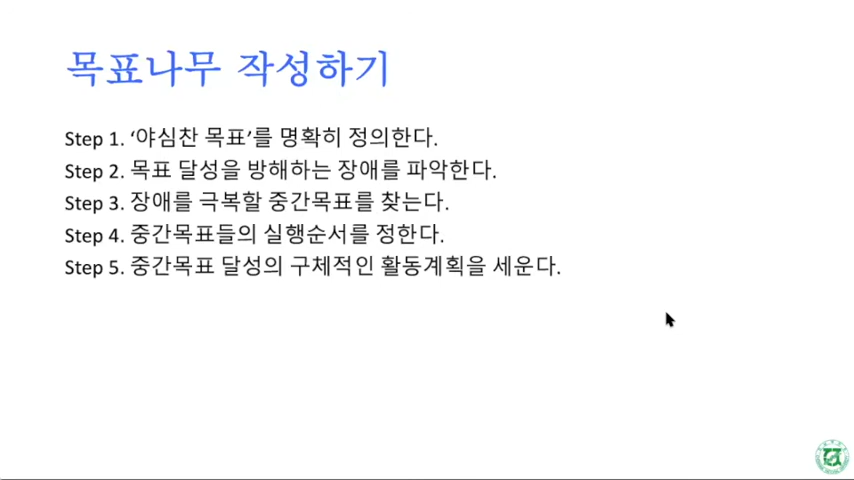 목표나무 작성하기
Step 1. ‘야심찬 목표’를 명확히 정의한다.
Step 2. 목표 달성을 방해하는 장애를 파악한다.
Step 3. 장애를 극복할 중간목표를 찾는다.
Step 4. 중간목표들의 실행순서를 정한다.
Step 5. 중간목표 달성의 구체적인 활동계획을 세운다.